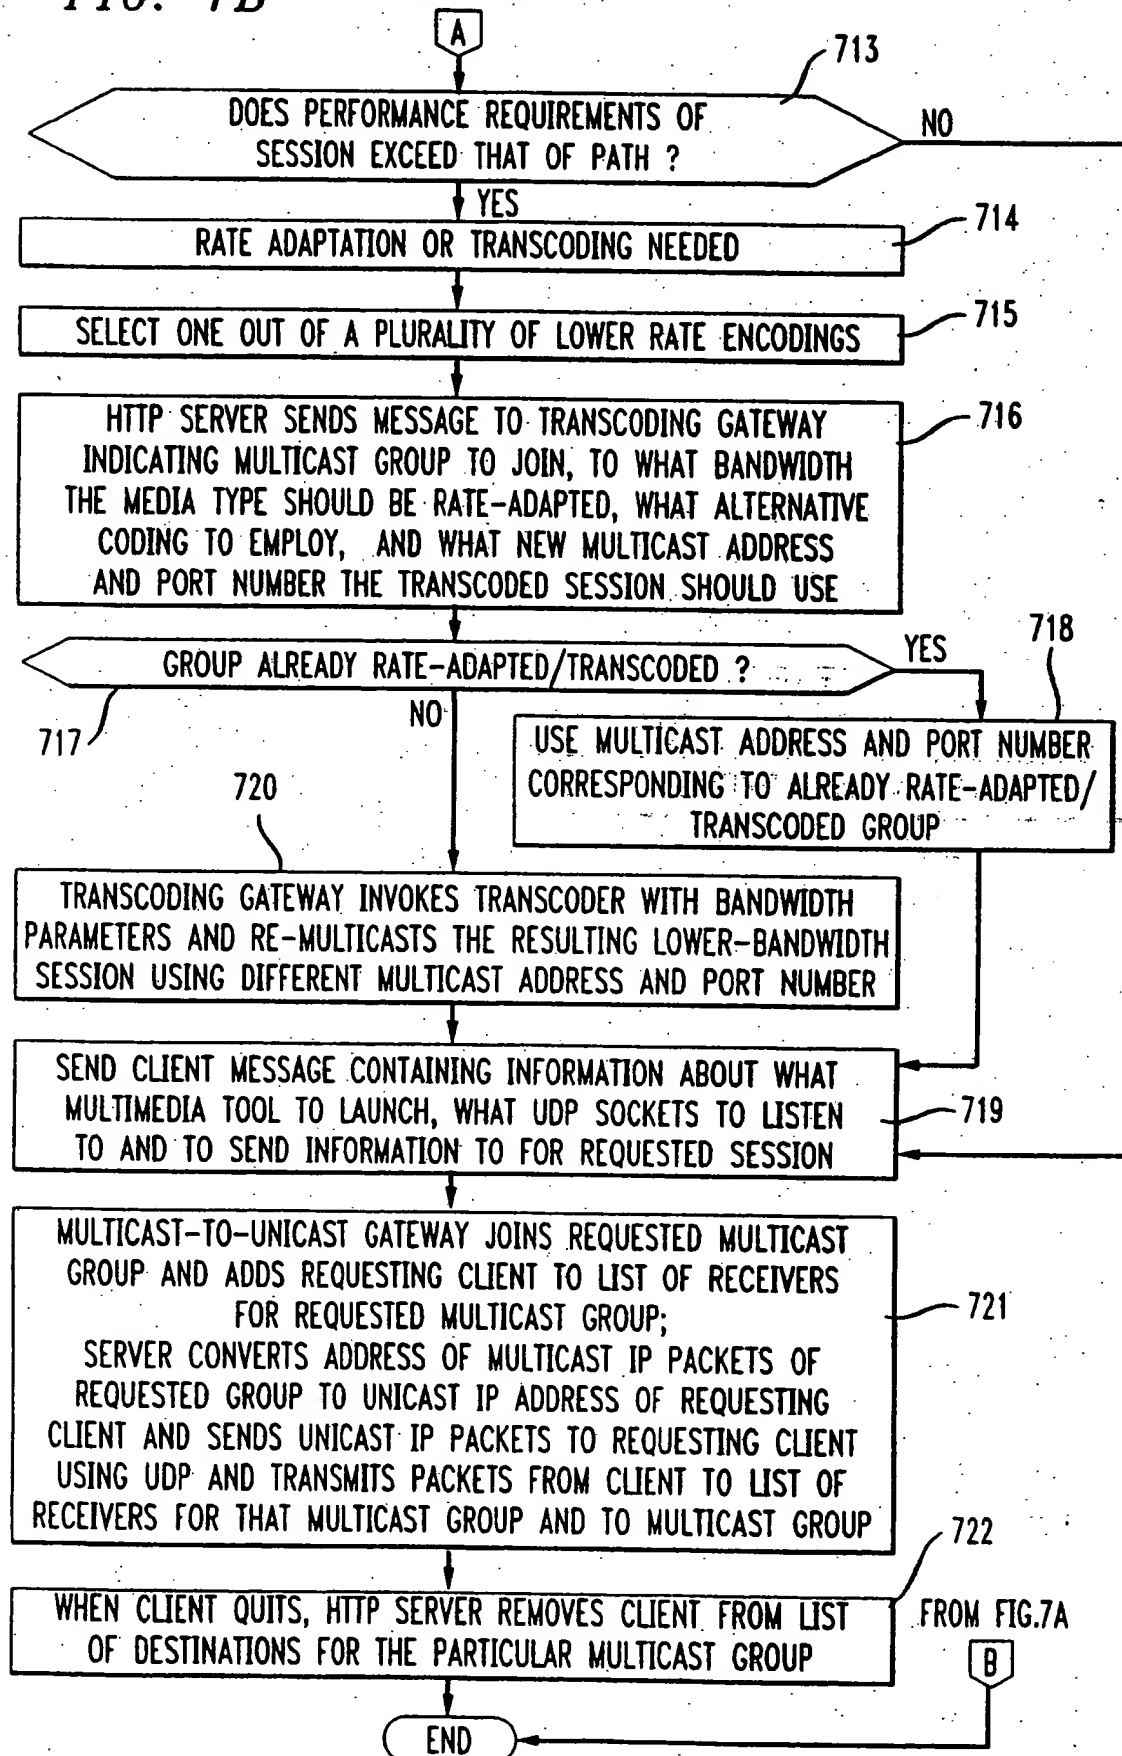 FIG. 7B
A
713
DOES PERFORMANCE REQUIREMENTS OF
SESSION EXCEED THAT OF PATH ?
NO
YES
714
RATE ADAPTATION OR TRANSCODING NEEDED
715
SELECT ONE OUT OF A PLURALITY OF LOWER RATE ENCODINGS
716
HTTP SERVER SENDS MESSAGE TO TRANSCODING GATEWAY
INDICATING MULTICAST GROUP TO JOIN, TO WHAT BANDWIDTH
THE MEDIA TYPE SHOULD BE RATE-ADAPTED, WHAT ALTERNATIVE
CODING TO EMPLOY, AND WHAT NEW MULTICAST ADDRESS
AND PORT NUMBER THE TRANSCODED SESSION SHOULD USE
GROUP ALREADY RATE-ADAPTED/TRANSCODED ?
YES
718
717
NO
USE MULTICAST ADDRESS AND PORT NUMBER
CORRESPONDING TO ALREADY RATE-ADAPTED/
TRANSCODED GROUP
720
TRANSCODING GATEWAY INVOKES TRANSCODER WITH BANDWIDTH
PARAMETERS AND RE-MULTICASTS THE RESULTING LOWER-BANDWIDTH
SESSION USING DIFFERENT MULTICAST ADDRESS AND PORT NUMBER
SEND CLIENT MESSAGE CONTAINING INFORMATION ABOUT WHAT
MULTIMEDIA TOOL TO LAUNCH, WHAT UDP SOCKETS TO LISTEN
TO AND TO SEND INFORMATION TO FOR REQUESTED SESSION
719
MULTICAST-TO-UNICAST GATEWAY JOINS REQUESTED MULTICAST
GROUP AND ADDS REQUESTING CLIENT TO LIST OF RECEIVERS
FOR REQUESTED MULTICAST GROUP;
SERVER CONVERTS ADDRESS OF MULTICAST IP PACKETS OF
REQUESTED GROUP TO UNICAST IP ADDRESS OF REQUESTING
CLIENT AND SENDS UNICAST IP PACKETS TO REQUESTING CLIENT
USING UDP AND TRANSMITS PACKETS FROM CLIENT TO LIST OF
RECEIVERS FOR THAT MULTICAST GROUP AND TO MULTICAST GROUP
721
722
WHEN CLIENT QUITS, HTTP SERVER REMOVES CLIENT FROM LIST
OF DESTINATIONS FOR THE PARTICULAR MULTICAST GROUP
FROM FIG.7A
B
END